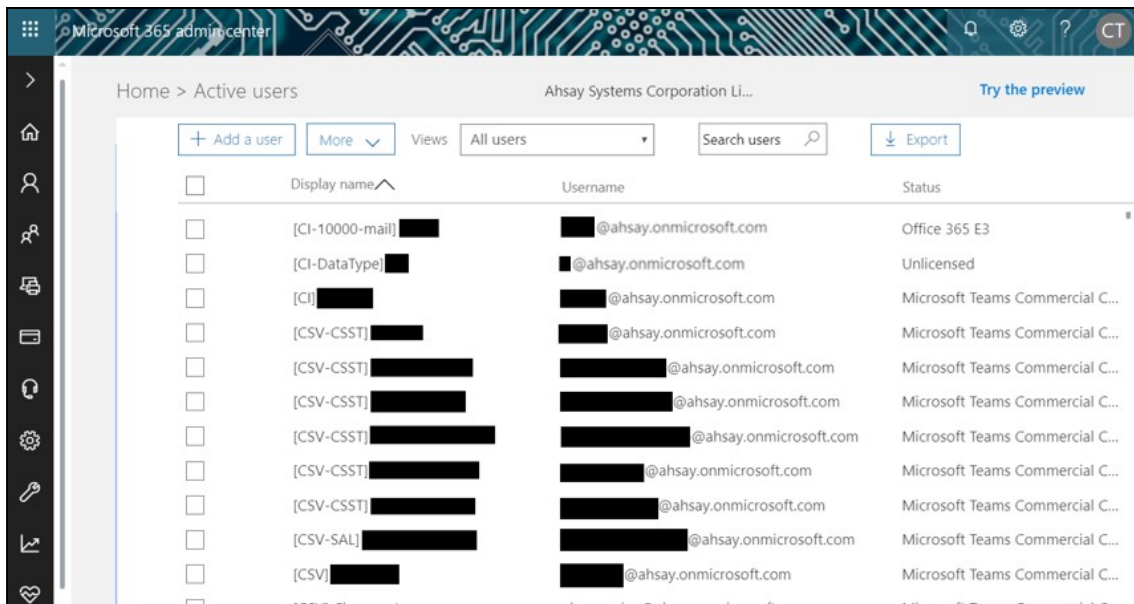 Microsoft 365 admin center
? CT
Home > Active users Ahsay Systems Corporation Li... Try the preview
+ Add a user More Views All users Search users Export
Display name Username Status
[CI-10000-mail] @ahsay.onmicrosoft.com Office 365 E3
[CI-DataType] @ahsay.onmicrosoft.com Unlicensed
[CI] @ahsay.onmicrosoft.com Microsoft Teams Commercial C...
[CSV-CSST] @ahsay.onmicrosoft.com Microsoft Teams Commercial C...
[CSV-CSST] @ahsay.onmicrosoft.com Microsoft Teams Commercial C...
[CSV-CSST] @ahsay.onmicrosoft.com Microsoft Teams Commercial C...
[CSV-CSST] @ahsay.onmicrosoft.com Microsoft Teams Commercial C...
[CSV-CSST] @ahsay.onmicrosoft.com Microsoft Teams Commercial C...
[CSV-CSST] @ahsay.onmicrosoft.com Microsoft Teams Commercial C...
[CSV-SAL] @ahsay.onmicrosoft.com Microsoft Teams Commercial C...
[CSV] @ahsay.onmicrosoft.com Microsoft Teams Commercial C...